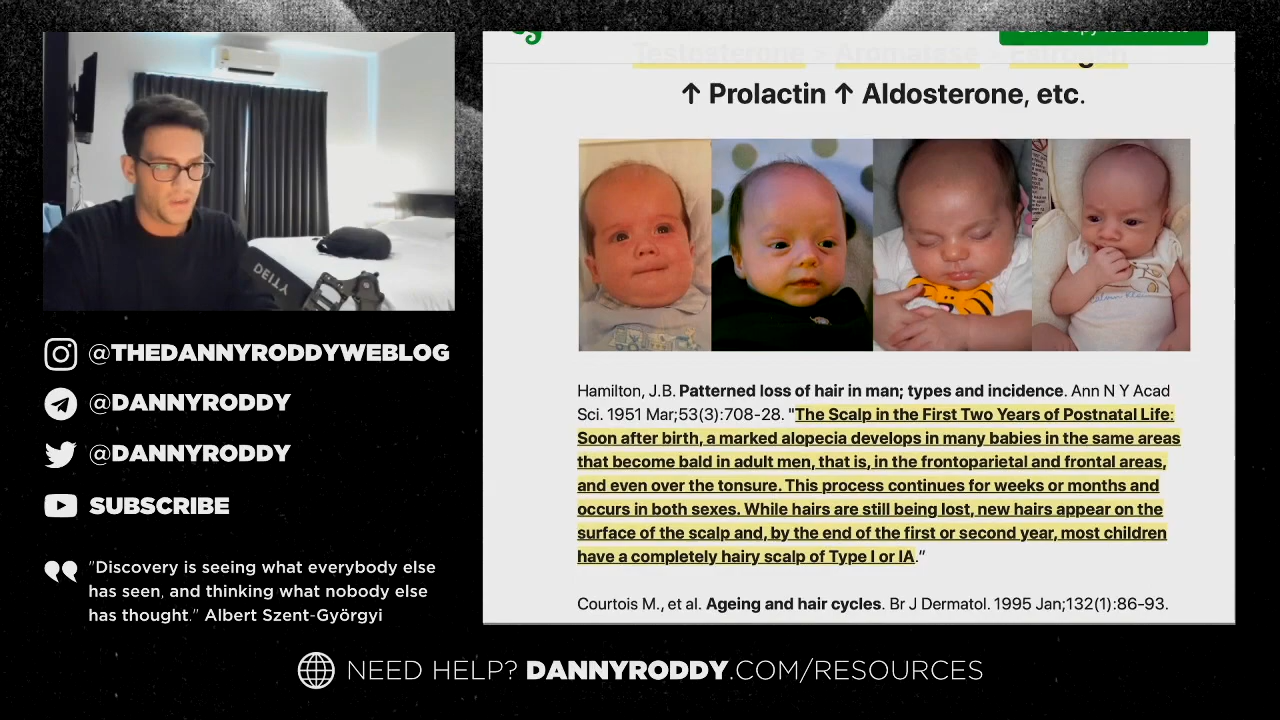 Testosterone > Aromatase > Estrogen
↑ Prolactin ↑ Aldosterone, etc.
DEITY
Hamilton, J.B. Patterned loss of hair in man; types and incidence. Ann N Y Acad
Sci. 1951 Mar;53(3):708-28. "The Scalp in the First Two Years of Postnatal Life:
Soon after birth, a marked alopecia develops in many babies in the same areas
that become bald in adult men, that is, in the frontoparietal and frontal areas,
and even over the tonsure. This process continues for weeks or months and
occurs in both sexes. While hairs are still being lost, new hairs appear on the
surface of the scalp and, by the end of the first or second year, most children
have a completely hairy scalp of Type I or IA."
Courtois M., et al. Ageing and hair cycles. Br J Dermatol. 1995 Jan;132(1):86-93.
@THEDANNYRODDYWEBLOG
@DANNYRODDY
@DANNYRODDY
SUBSCRIBE
"Discovery is seeing what everybody else
has seen, and thinking what nobody else
has thought." Albert Szent-Györgyi
NEED HELP? DANNYRODDY.COM/RESOURCES